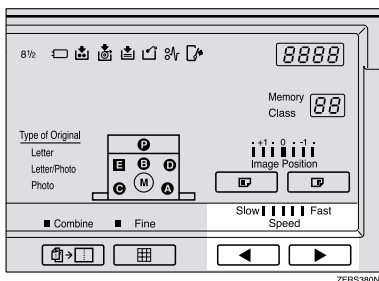 8½
8888
Memory
Class 88
Type of Original
Letter
Letter/Photo
Photo
P
E B D
C M A
+1 0 -1
Image Position
Slow Fast
Speed
Combine Fine
ZERS380N